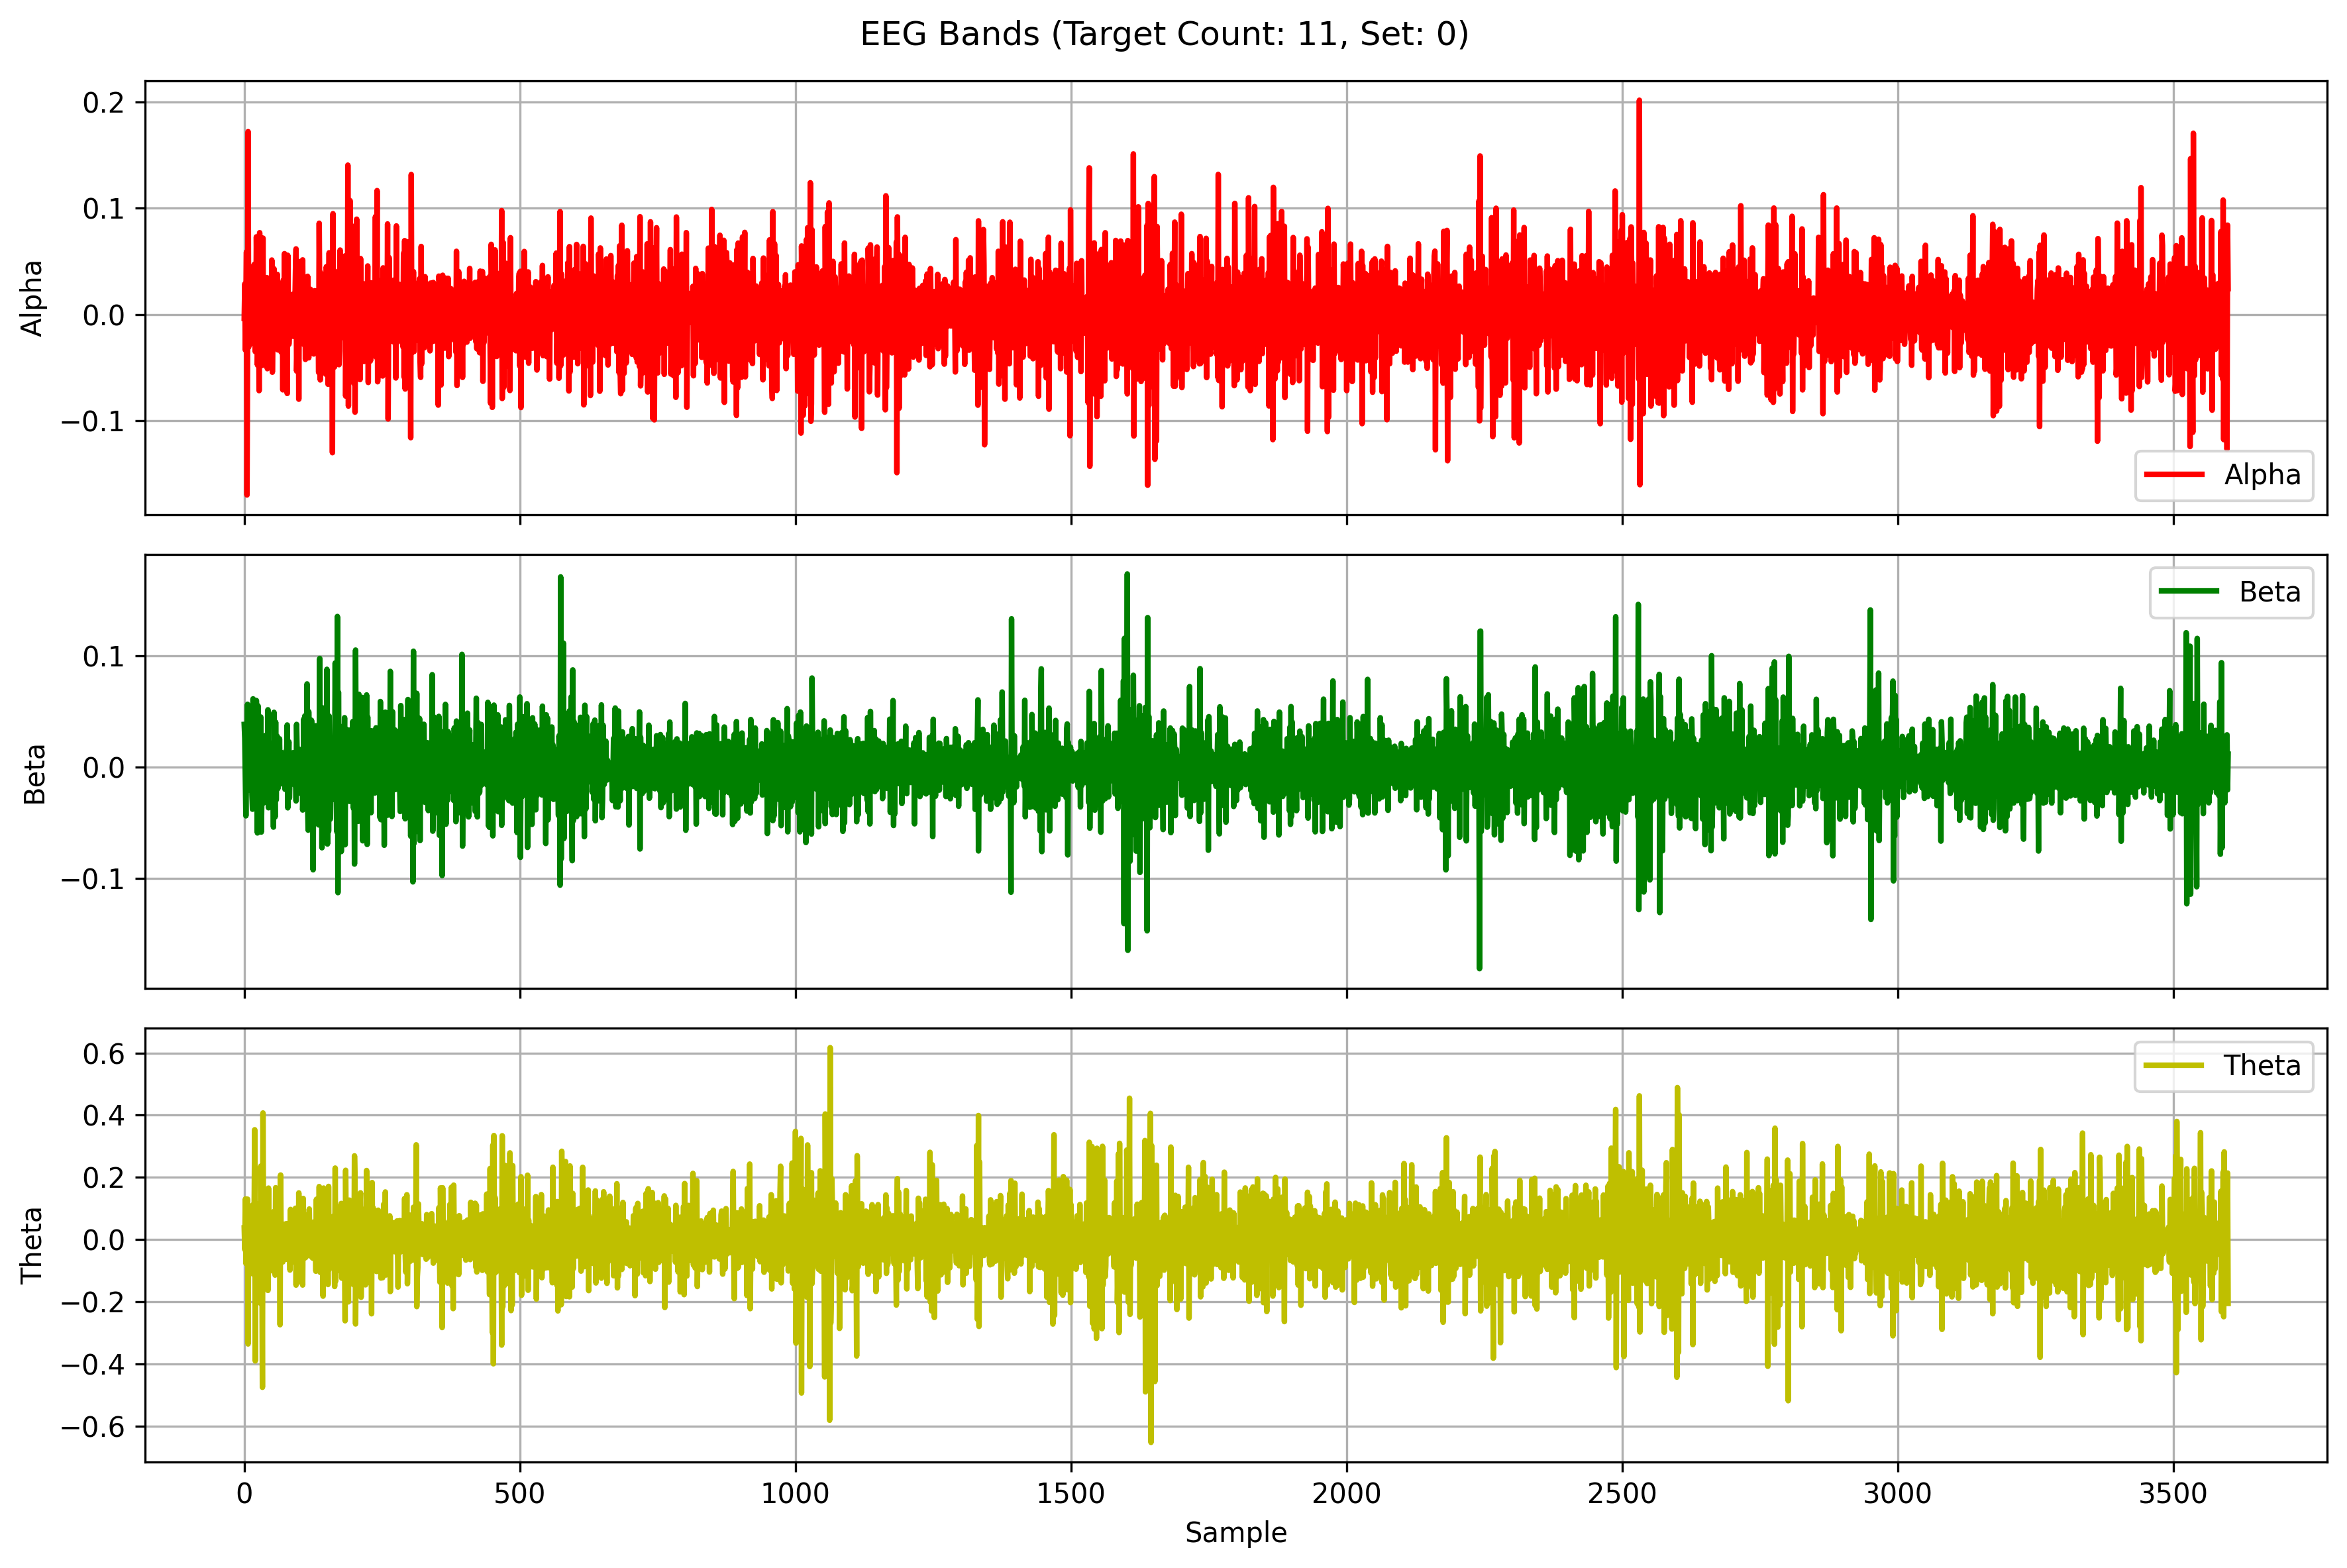 EEG Bands (Target Count: 11, Set: 0)
0.2
0.1
0.0
−0.1
Alpha
Alpha
0.1
0.0
−0.1
Beta
Beta
0.6
0.4
0.2
0.0
−0.2
−0.4
−0.6
Theta
Theta
0 500 1000 1500 2000 2500 3000 3500
Sample